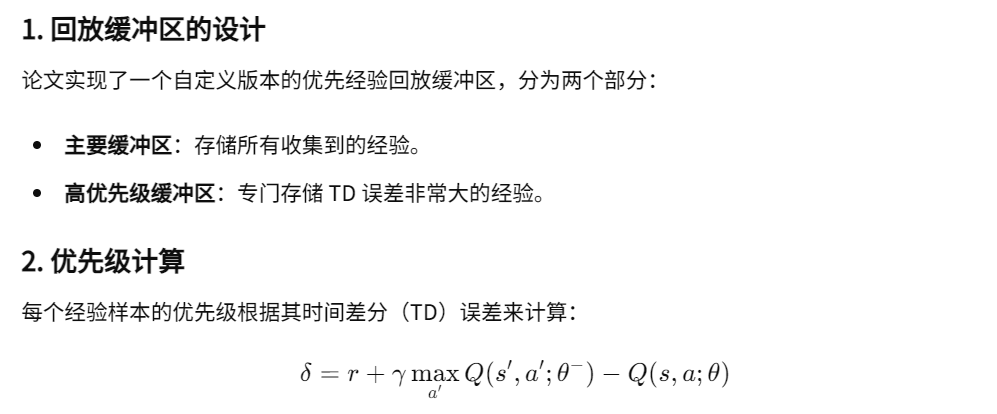 1. 回放缓冲区的设计
论文实现了一个自定义版本的优先经验回放缓冲区，分为两个部分：
• 主要缓冲区：存储所有收集到的经验。
• 高优先级缓冲区：专门存储 TD 误差非常大的经验。
2. 优先级计算
每个经验样本的优先级根据其时间差分（TD）误差来计算：
δ = r + γ max_{a′} Q(s′, a′; θ⁻) − Q(s, a; θ)